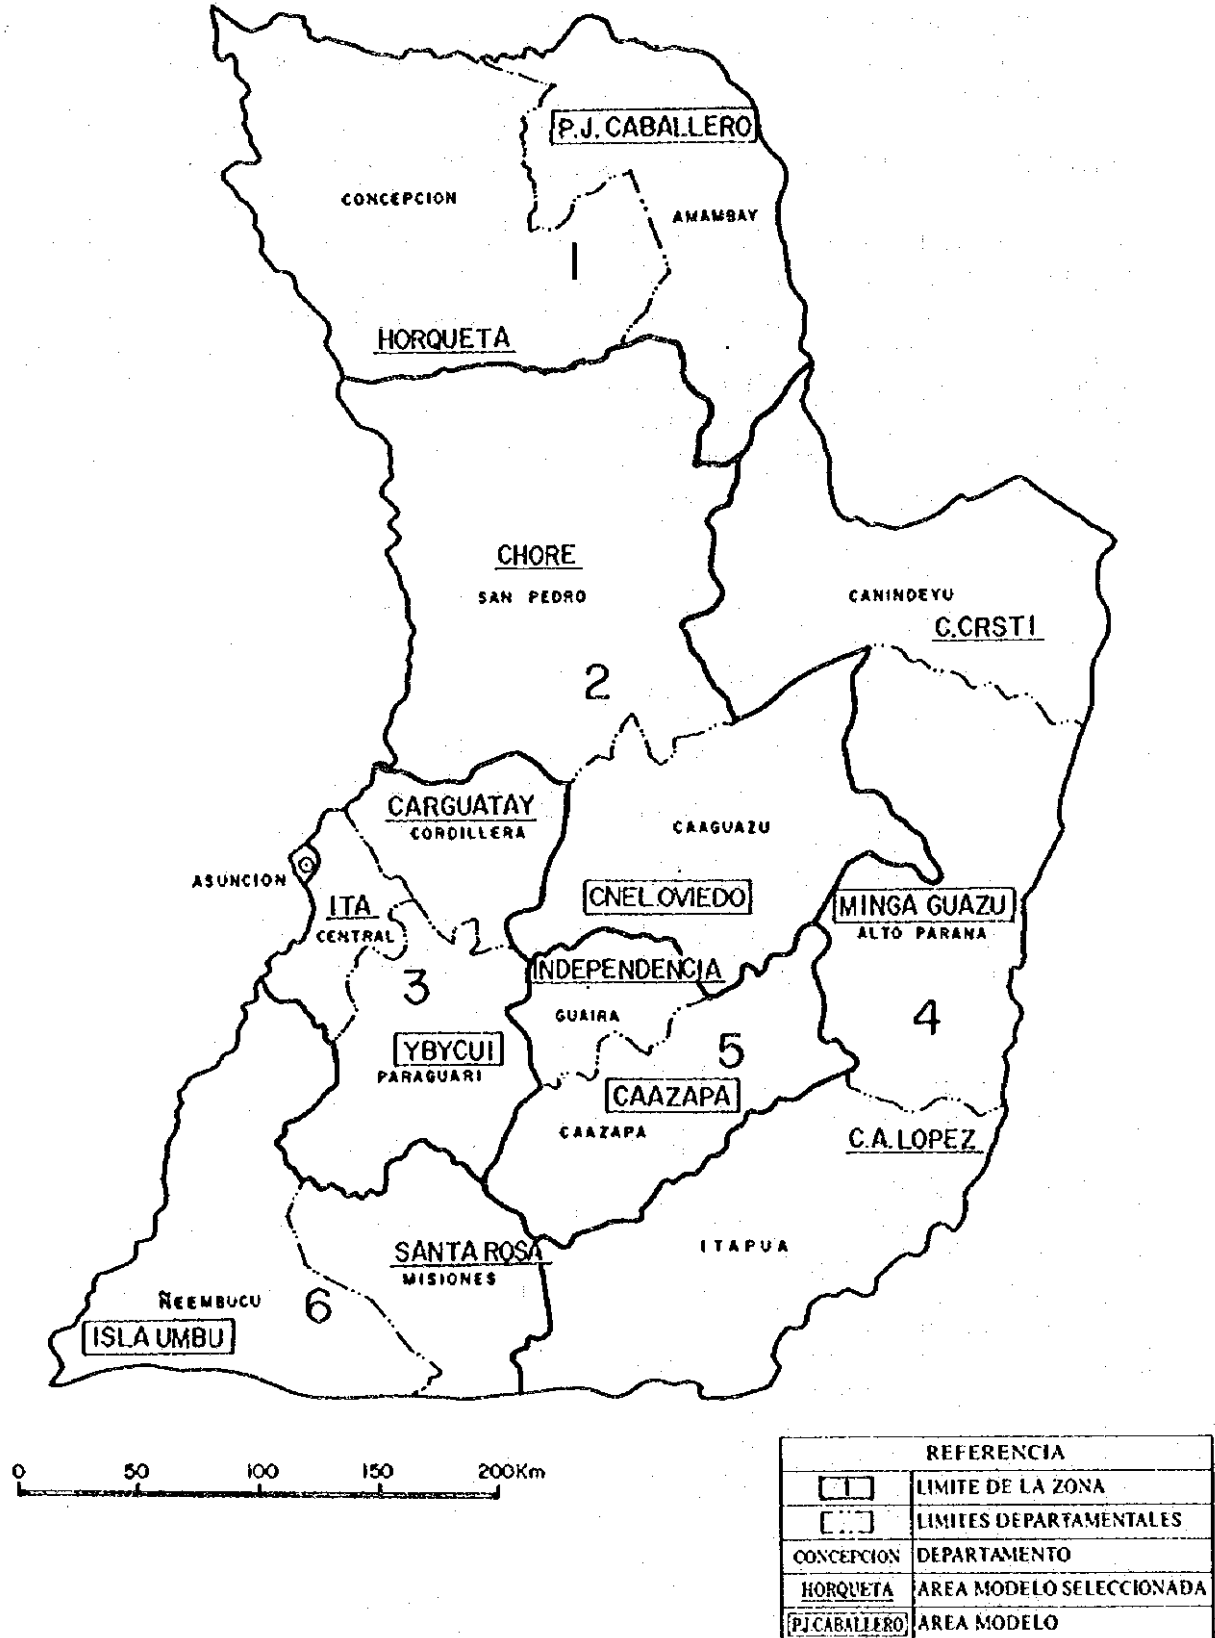 P.J. CABALLERO
CONCEPCION
AMAMBAY
1
HORQUETA
CHORE
SAN PEDRO
CANINDEYU
C.CRSTI
2
CARGUATAY
CORDILLERA
CAAGUAZU
ASUNCION
CNEL.OVIEDO
ITA
MINGA GUAZU
CENTRAL
ALTO PARANA
INDEPENDENCIA
3
GUAIRA
4
YBYCUI
5
PARAGUARI
CAAZAPA
CAAZAPA
C.A.LOPEZ
SANTA ROSA
ITAPUA
MISIONES
ÑEEMBUCU
6
ISLA UMBU
0 50 100 150 200Km
REFERENCIA
1 LIMITE DE LA ZONA
LIMITES DEPARTAMENTALES
CONCEPCION DEPARTAMENTO
HORQUETA AREA MODELO SELECCIONADA
P.J.CABALLERO AREA MODELO